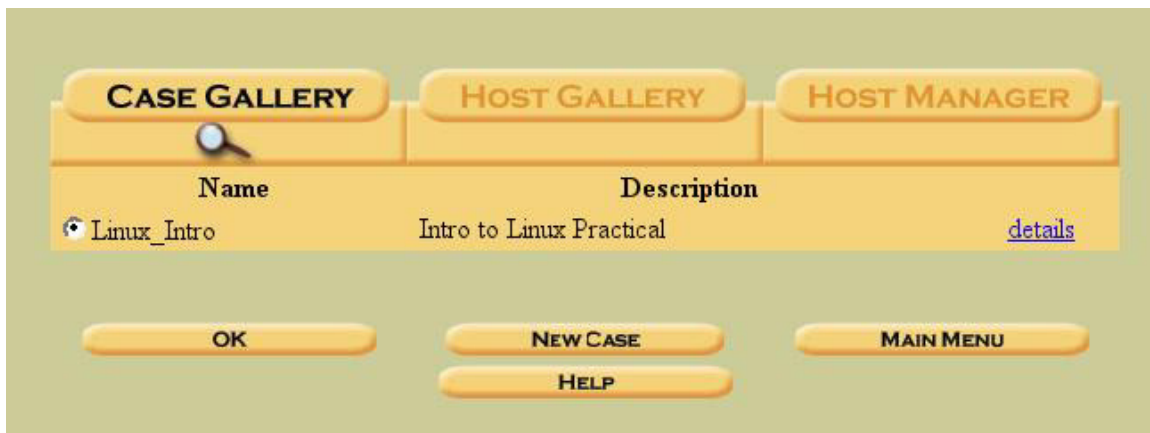 CASE GALLERY HOST GALLERY HOST MANAGER
Name Description
Linux_Intro Intro to Linux Practical details
OK NEW CASE MAIN MENU
HELP